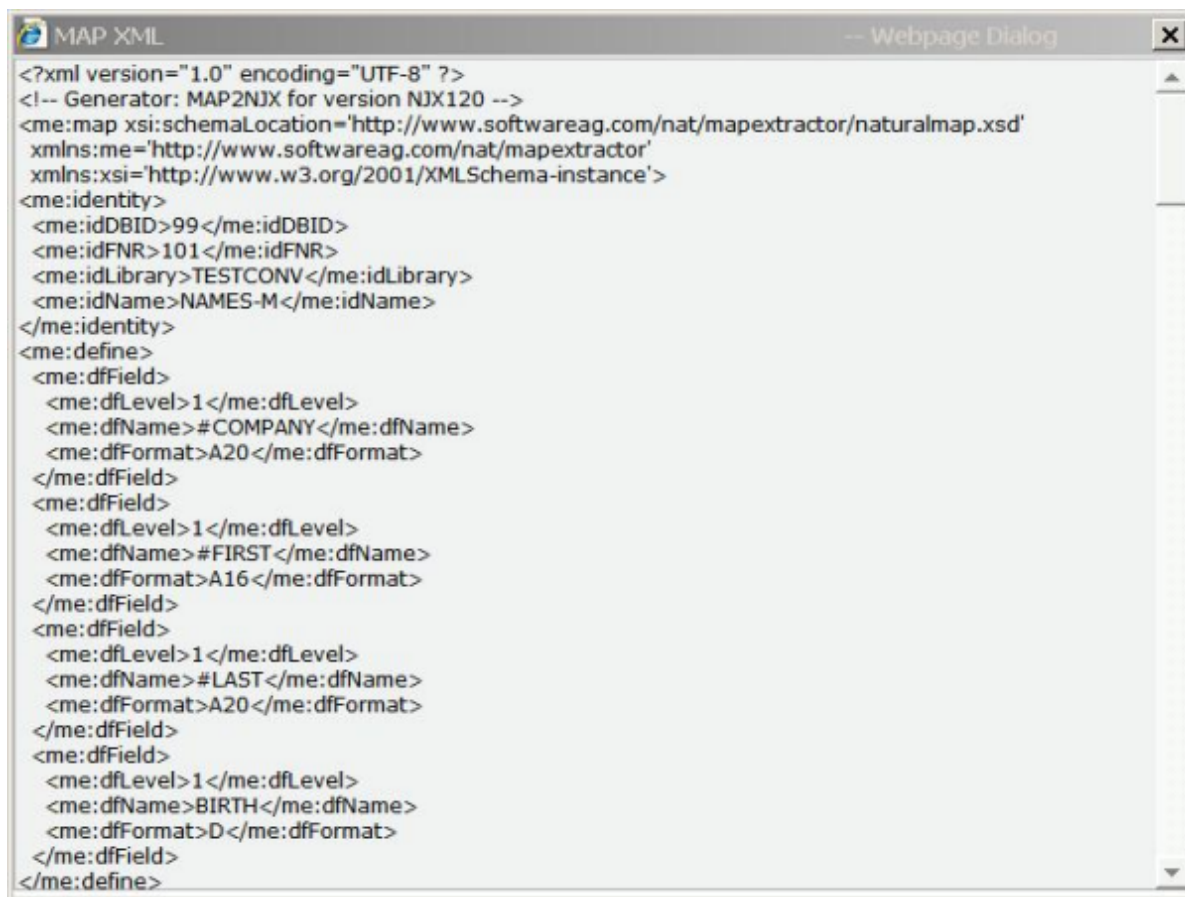 MAP XML -- Webpage Dialog
<?xml version="1.0" encoding="UTF-8" ?>
<!-- Generator: MAP2NJX for version NJX120 -->
<me:map xsi:schemaLocation='http://www.softwareag.com/nat/mapextractor/naturalmap.xsd'
xmlns:me='http://www.softwareag.com/nat/mapextractor'
xmlns:xsi='http://www.w3.org/2001/XMLSchema-instance'>
<me:identity>
<me:idDBID>99</me:idDBID>
<me:idFNR>101</me:idFNR>
<me:idLibrary>TESTCONV</me:idLibrary>
<me:idName>NAMES-M</me:idName>
</me:identity>
<me:define>
<me:dfField>
<me:dfLevel>1</me:dfLevel>
<me:dfName>#COMPANY</me:dfName>
<me:dfFormat>A20</me:dfFormat>
</me:dfField>
<me:dfField>
<me:dfLevel>1</me:dfLevel>
<me:dfName>#FIRST</me:dfName>
<me:dfFormat>A16</me:dfFormat>
</me:dfField>
<me:dfField>
<me:dfLevel>1</me:dfLevel>
<me:dfName>#LAST</me:dfName>
<me:dfFormat>A20</me:dfFormat>
</me:dfField>
<me:dfField>
<me:dfLevel>1</me:dfLevel>
<me:dfName>BIRTH</me:dfName>
<me:dfFormat>D</me:dfFormat>
</me:dfField>
</me:define>